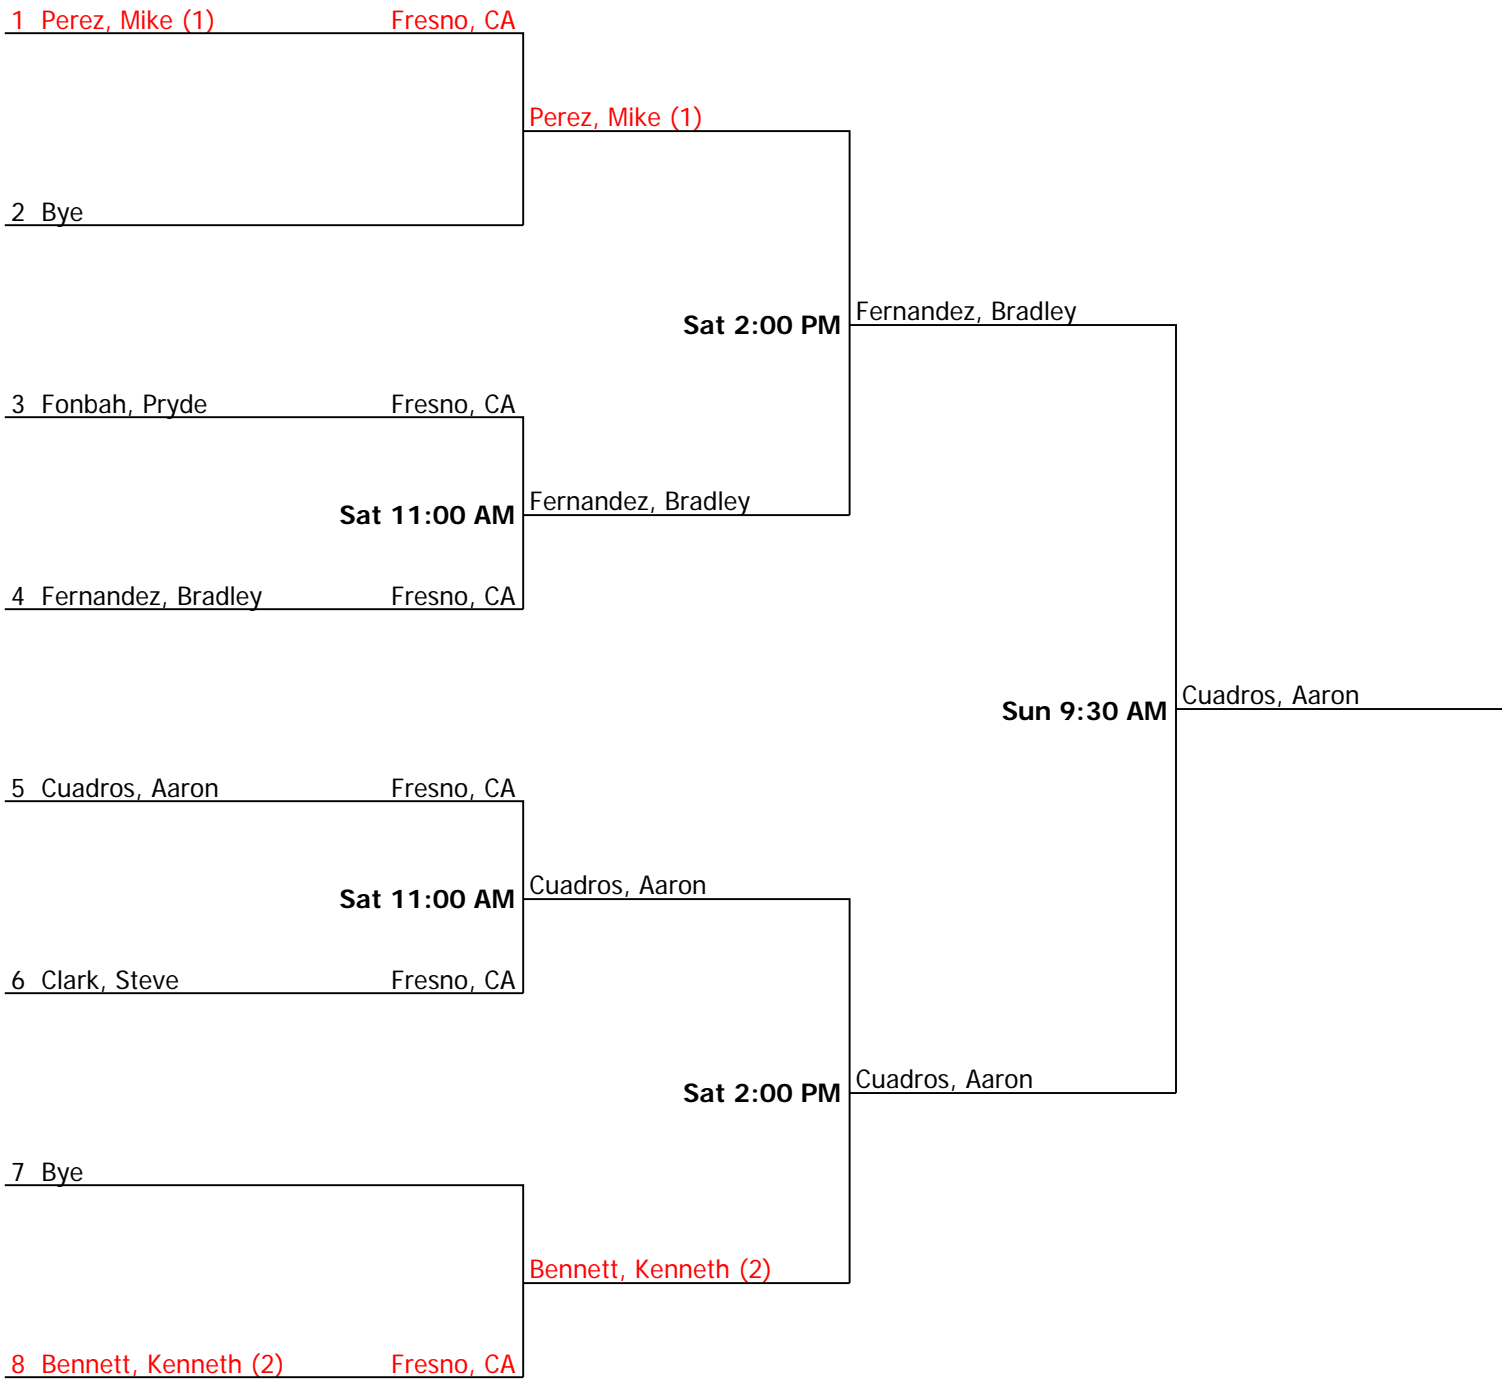 1 Perez, Mike (1) Fresno, CA
Perez, Mike (1)
2 Bye
Fernandez, Bradley
Sat 2:00 PM
3 Fonbah, Pryde Fresno, CA
Fernandez, Bradley
Sat 11:00 AM
4 Fernandez, Bradley Fresno, CA
Cuadros, Aaron
Sun 9:30 AM
5 Cuadros, Aaron Fresno, CA
Cuadros, Aaron
Sat 11:00 AM
6 Clark, Steve Fresno, CA
Cuadros, Aaron
Sat 2:00 PM
7 Bye
Bennett, Kenneth (2)
8 Bennett, Kenneth (2) Fresno, CA